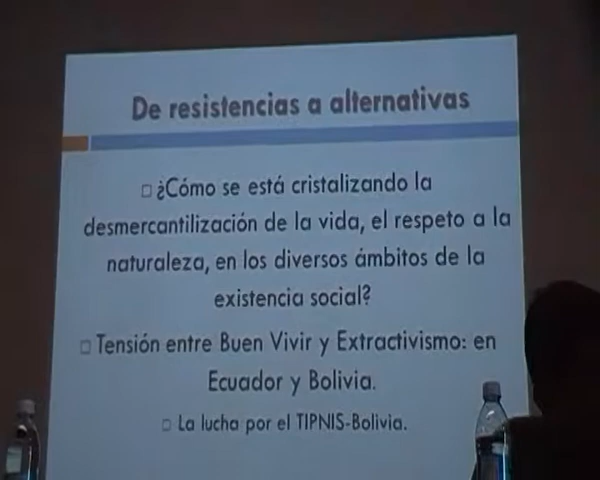 De resistencias a alternativas
¿Cómo se está cristalizando la
desmercantilización de la vida, el respeto a la
naturaleza, en los diversos ámbitos de la
existencia social?
Tensión entre Buen Vivir y Extractivismo: en
Ecuador y Bolivia.
La lucha por el TIPNIS-Bolivia.